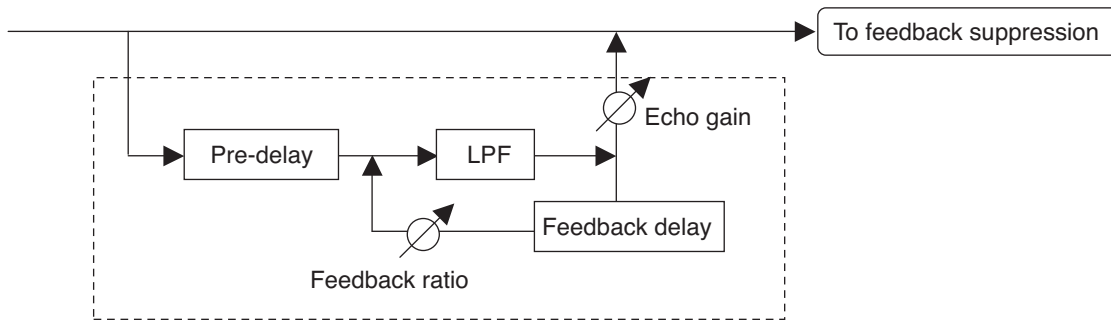 To feedback suppression
Echo gain
Pre-delay
LPF
Feedback delay
Feedback ratio